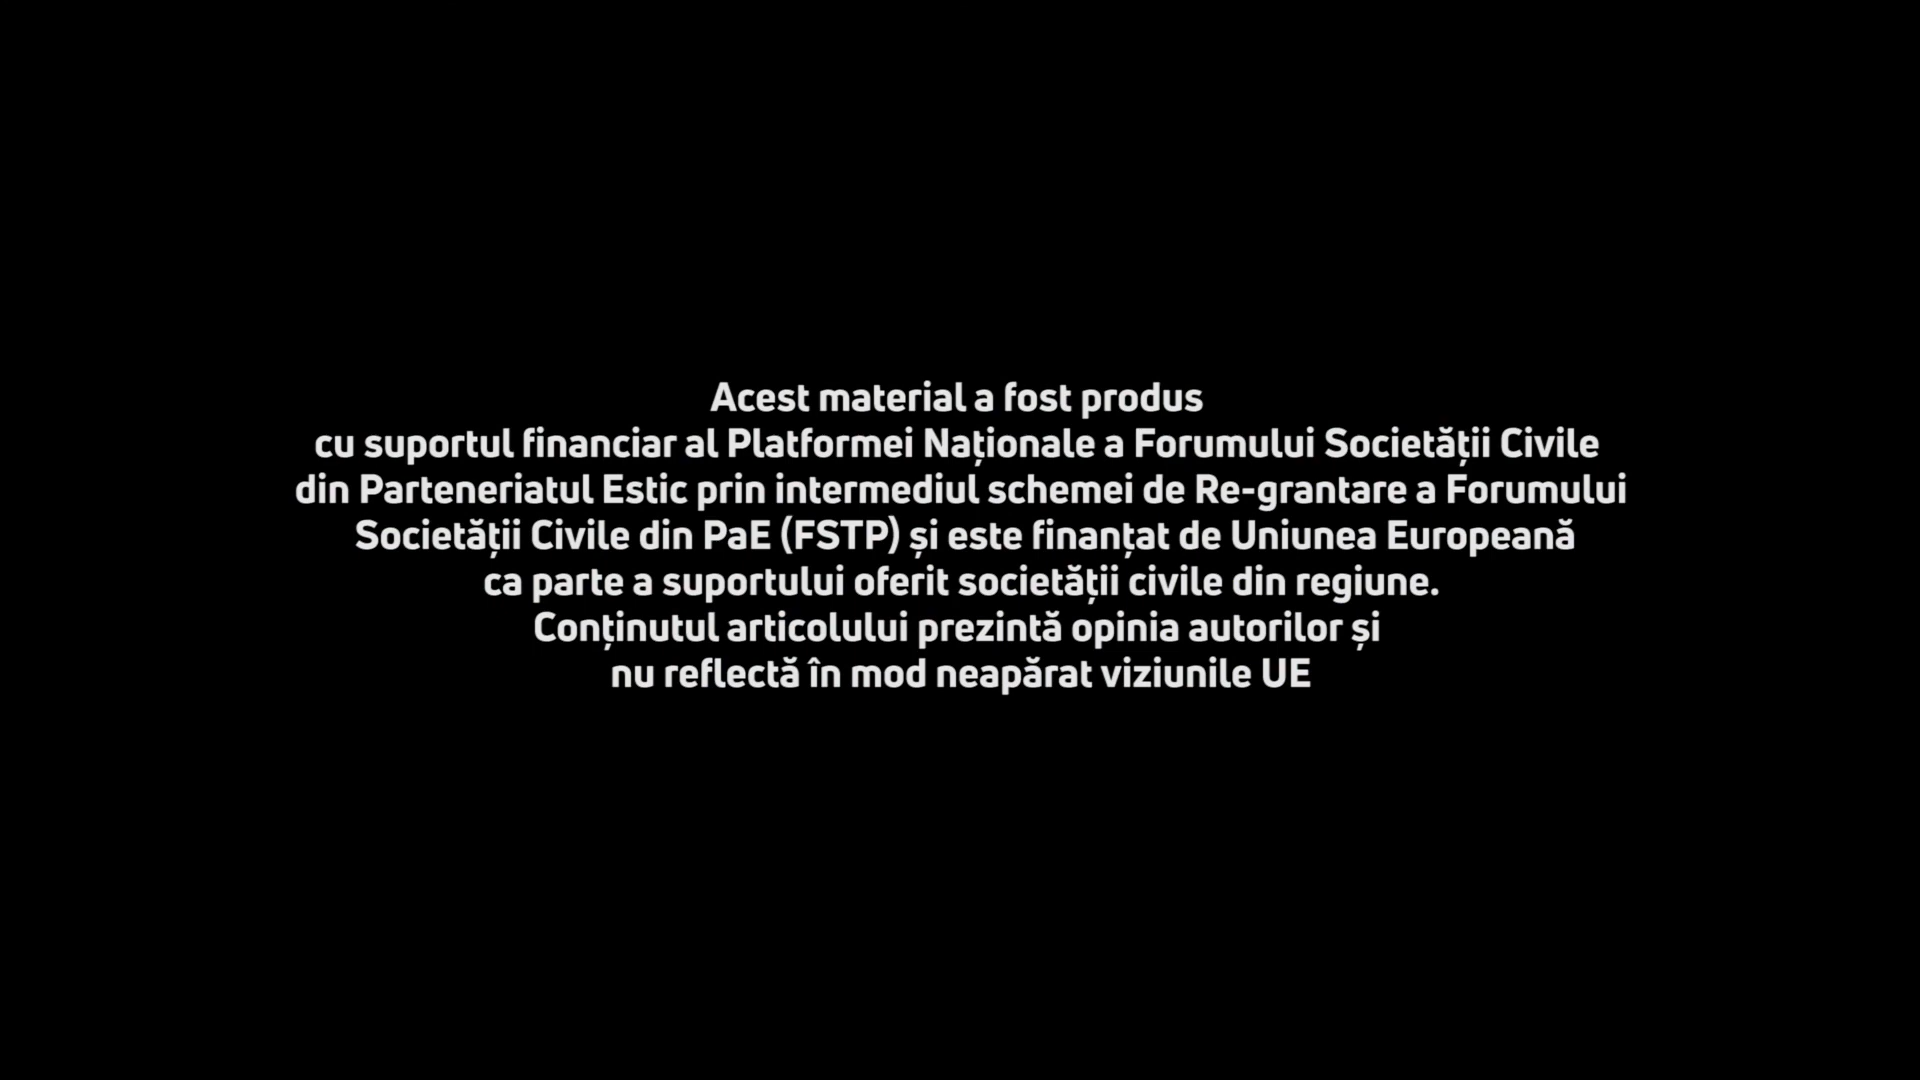 Acest material a fost produs
cu suportul financiar al Platformei Naționale a Forumului Societății Civile
din Parteneriatul Estic prin intermediul schemei de Re-grantare a Forumului
Societății Civile din PaE (FSTP) și este finanțat de Uniunea Europeană
ca parte a suportului oferit societății civile din regiune.
Conținutul articolului prezintă opinia autorilor și
nu reflectă în mod neapărat viziunile UE